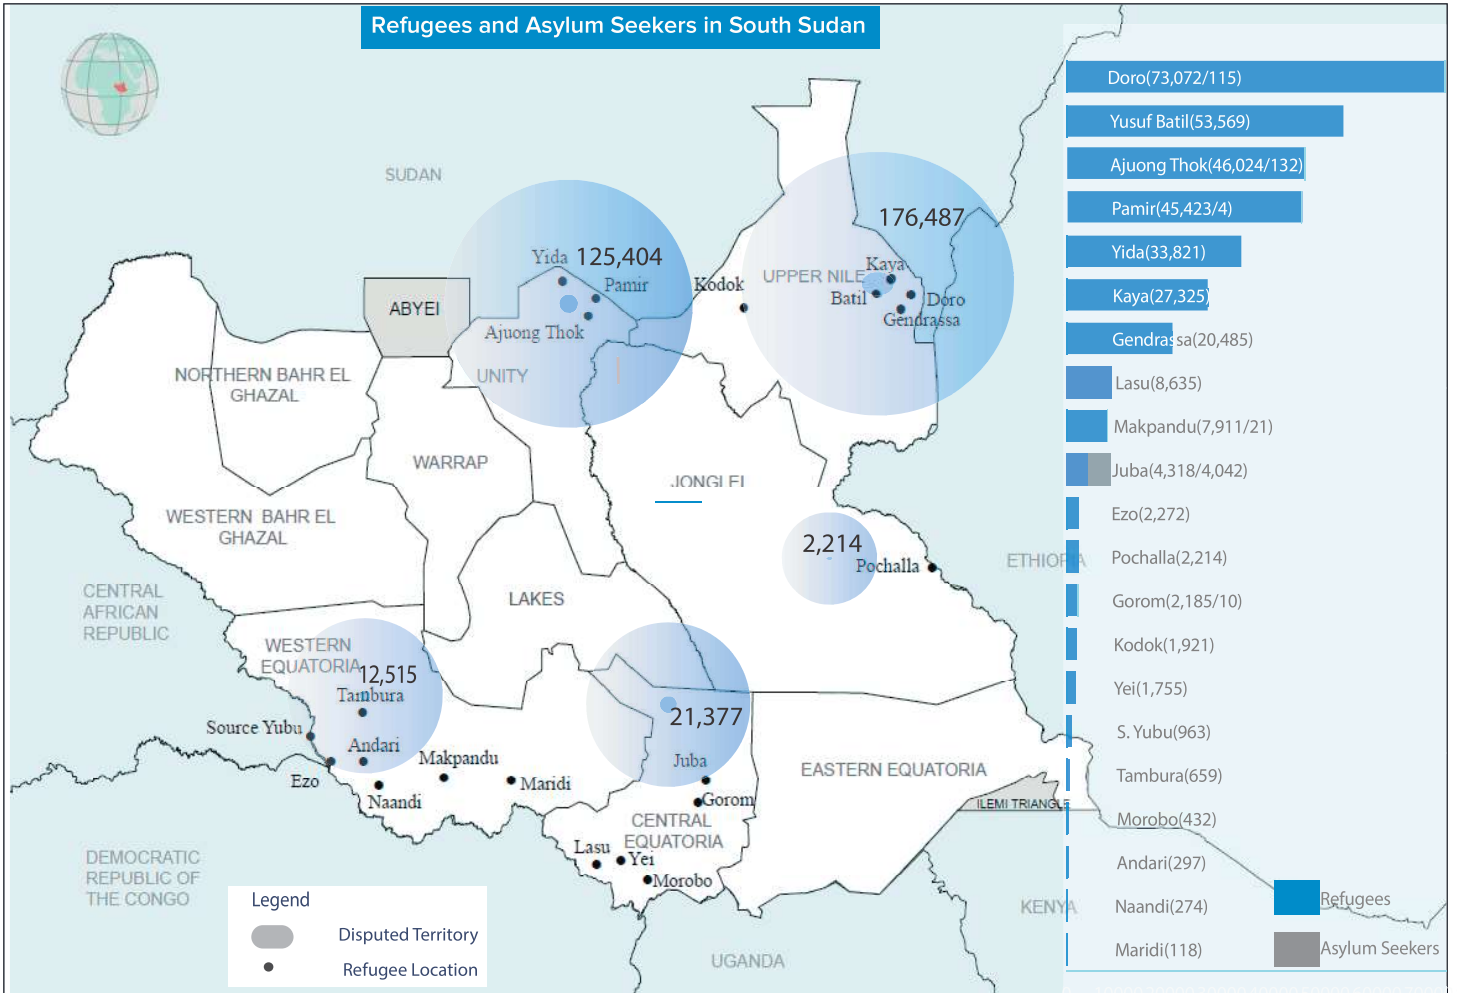 Refugees and Asylum Seekers in South Sudan
SUDAN
176,487
125,404
Yida
Pamir
Ajuong Thok
Kodok
UPPER NILE
Kaya
Batil
Doro
Gendrassa
ABYEI
UNITY
NORTHERN BAHR EL
GHAZAL
WARRAP
JONGLEI
WESTERN BAHR EL
GHAZAL
2,214
Pochalla
ETHIOPIA
CENTRAL
AFRICAN
REPUBLIC
LAKES
WESTERN
EQUATORIA
12,515
Tambura
Source Yubu
Andari
Ezo
Naandi
Makpandu
Maridi
21,377
Juba
Gorom
CENTRAL
EQUATORIA
EASTERN EQUATORIA
ILEMI TRIANGLE
Lasu
Yei
Morobo
DEMOCRATIC
REPUBLIC OF
THE CONGO
UGANDA
KENYA
Legend
Disputed Territory
Refugee Location
Doro(73,072/115)
Yusuf Batil(53,569)
Ajuong Thok(46,024/132)
Pamir(45,423/4)
Yida(33,821)
Kaya(27,325)
Gendrassa(20,485)
Lasu(8,635)
Makpandu(7,911/21)
Juba(4,318/4,042)
Ezo(2,272)
Pochalla(2,214)
Gorom(2,185/10)
Kodok(1,921)
Yei(1,755)
S. Yubu(963)
Tambura(659)
Morobo(432)
Andari(297)
Naandi(274)
Maridi(118)
Refugees
Asylum Seekers